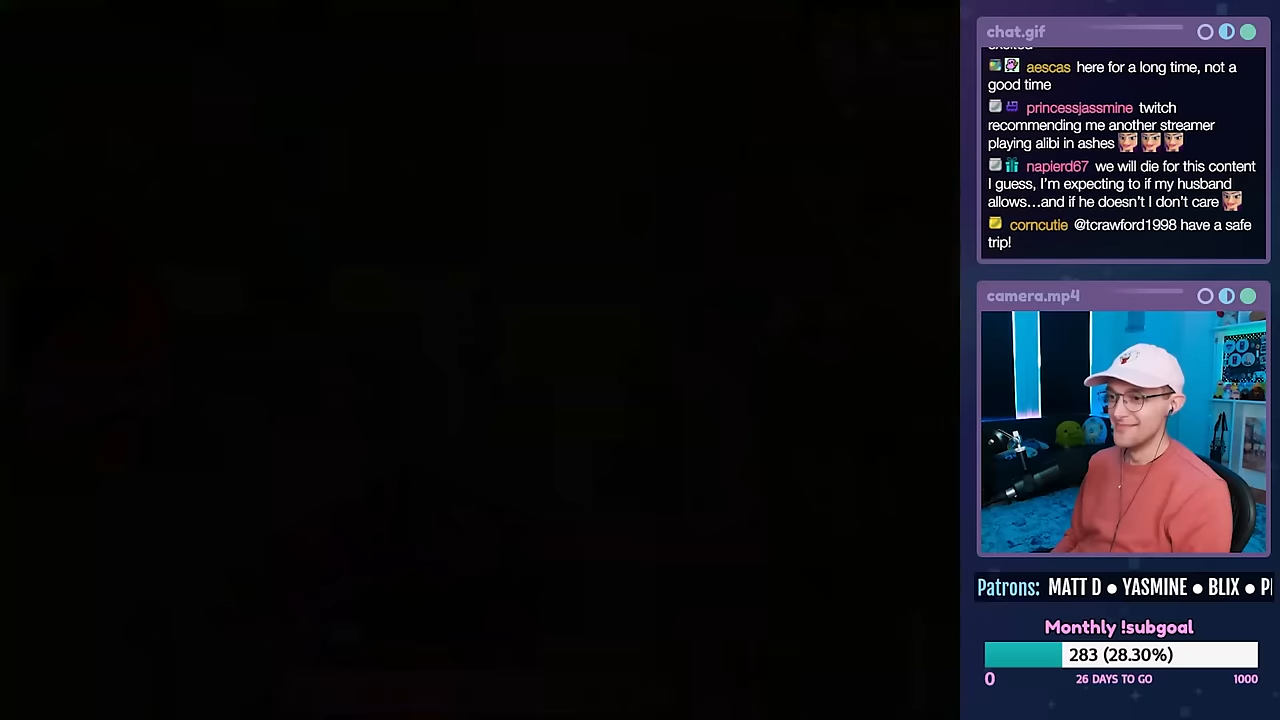 chat.gif
aescas here for a long time, not a
good time
princessjassmine twitch
recommending me another streamer
playing alibi in ashes
napierd67 we will die for this content
I guess, I'm expecting to if my husband
allows...and if he doesn't I don't care
corncutie @tcrawford1998 have a safe
trip!
camera.mp4
Patrons: MATT D ● YASMINE ● BLIX ●
Monthly !subgoal
283 (28.30%)
0 26 DAYS TO GO 1000